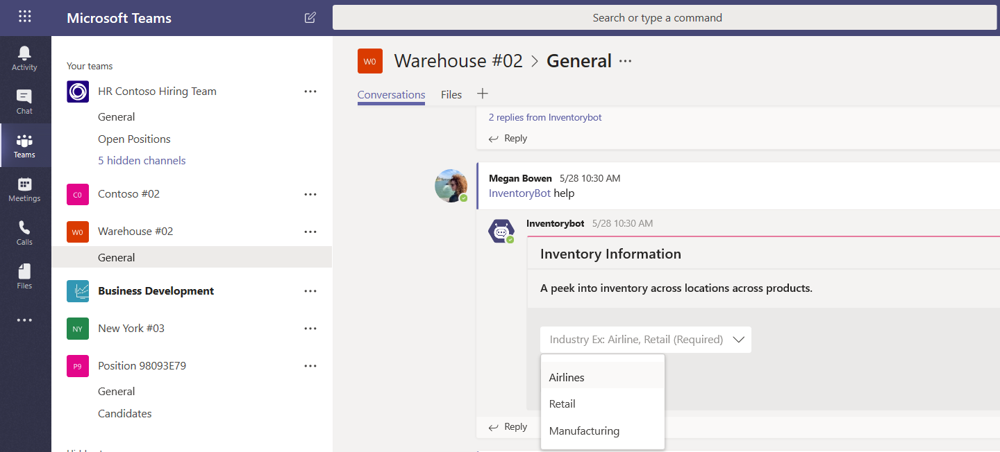 Microsoft Teams
Search or type a command
Activity
Chat
Teams
Meetings
Calls
Files
Your teams
HR Contoso Hiring Team
General
Open Positions
5 hidden channels
C0 Contoso #02
W0 Warehouse #02
General
Business Development
NY New York #03
P9 Position 98093E79
General
Candidates
W0 Warehouse #02 > General
Conversations Files
2 replies from Inventorybot
Reply
Megan Bowen 5/28 10:30 AM
InventoryBot help
Inventorybot 5/28 10:30 AM
Inventory Information
A peek into inventory across locations across products.
Industry Ex: Airline, Retail (Required)
Airlines
Retail
Manufacturing
Reply